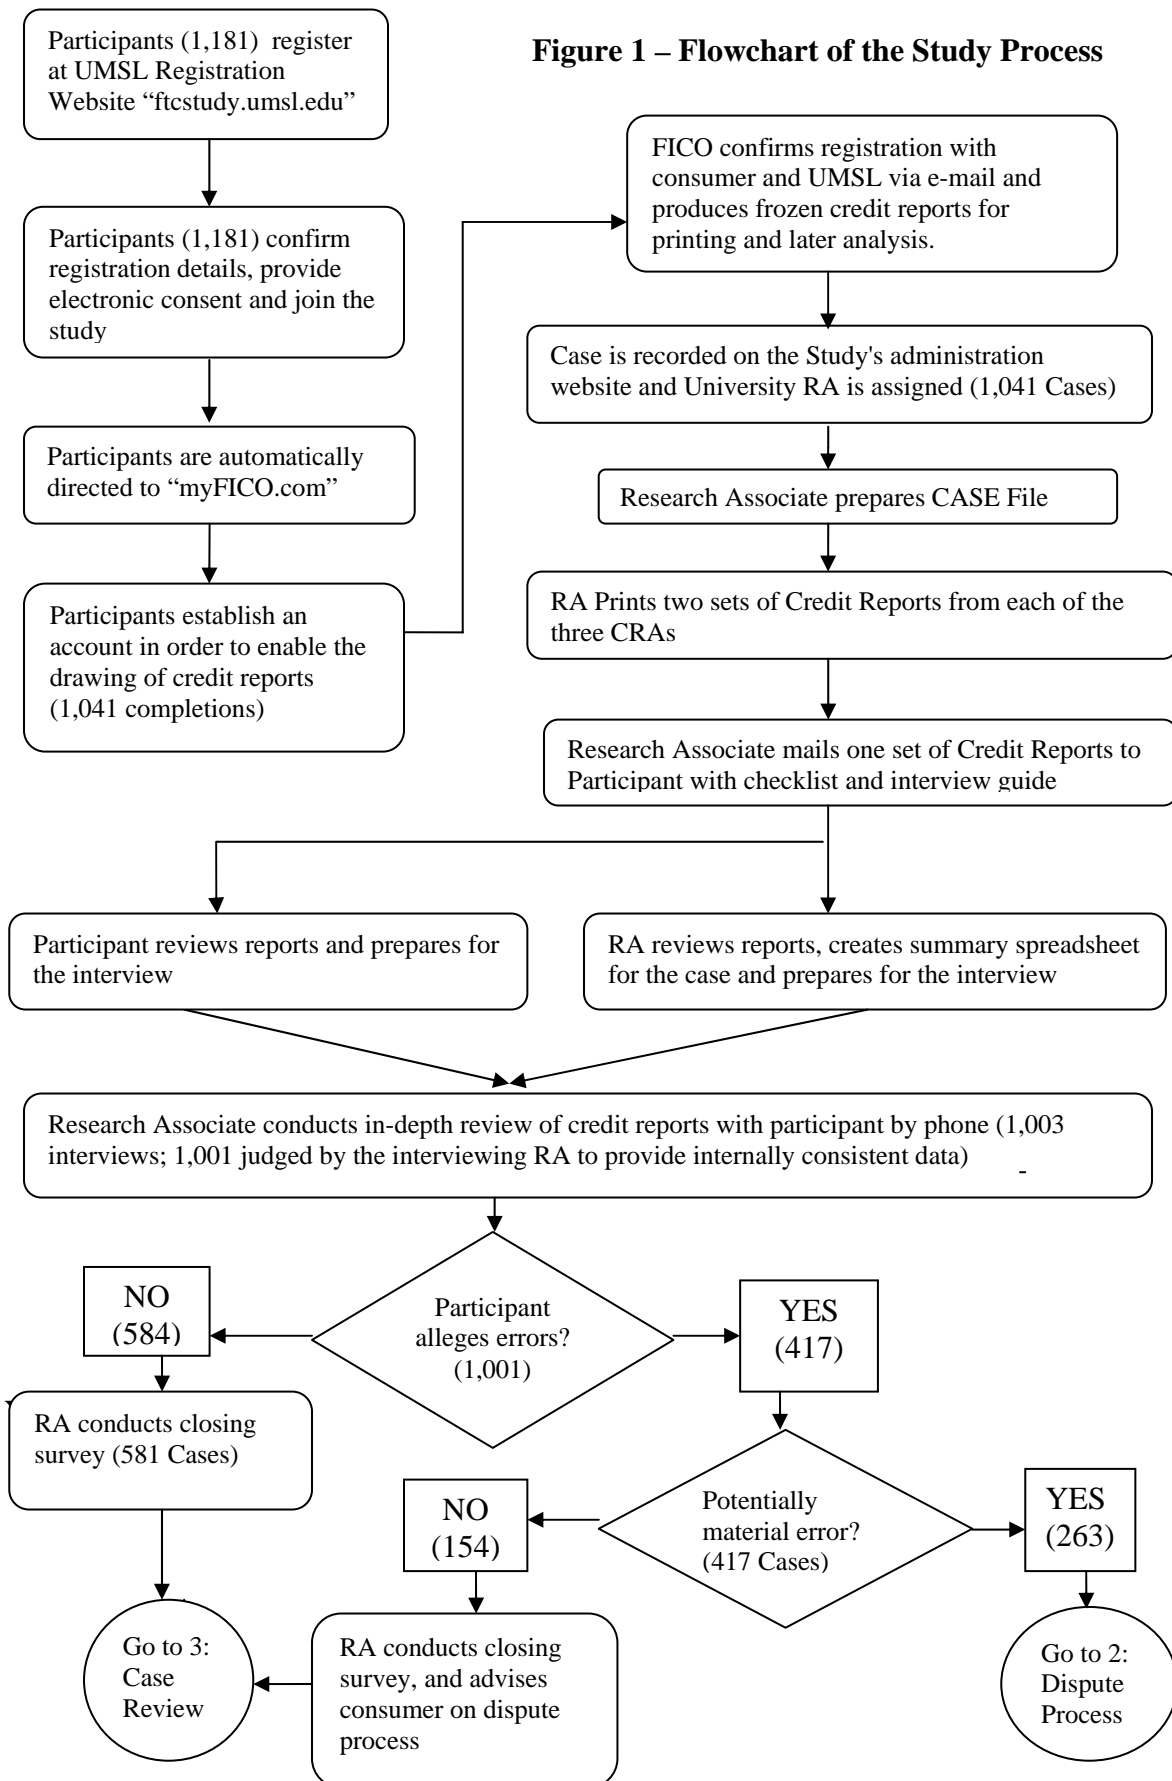 Figure 1 – Flowchart of the Study Process
Participants (1,181) register
at UMSL Registration
Website “ftcstudy.umsl.edu”
Participants (1,181) confirm
registration details, provide
electronic consent and join the
study
Participants are automatically
directed to “myFICO.com”
Participants establish an
account in order to enable the
drawing of credit reports
(1,041 completions)
FICO confirms registration with
consumer and UMSL via e-mail and
produces frozen credit reports for
printing and later analysis.
Case is recorded on the Study's administration
website and University RA is assigned (1,041 Cases)
Research Associate prepares CASE File
RA Prints two sets of Credit Reports from each of the
three CRAs
Research Associate mails one set of Credit Reports to
Participant with checklist and interview guide
Participant reviews reports and prepares for
the interview
RA reviews reports, creates summary spreadsheet
for the case and prepares for the interview
Research Associate conducts in-depth review of credit reports with participant by phone (1,003
interviews; 1,001 judged by the interviewing RA to provide internally consistent data)
-
Participant
alleges errors?
(1,001)
NO
(584)
YES
(417)
RA conducts closing
survey (581 Cases)
Potentially
material error?
(417 Cases)
NO
(154)
YES
(263)
Go to 3:
Case
Review
RA conducts closing
survey, and advises
consumer on dispute
process
Go to 2:
Dispute
Process